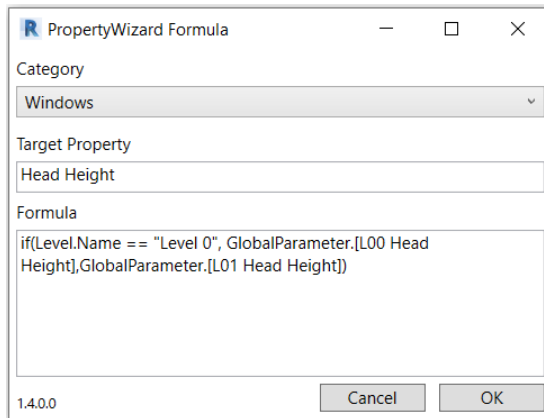 PropertyWizard Formula
Category
Windows
Target Property
Head Height
Formula
if(Level.Name == "Level 0", GlobalParameter.[L00 Head
Height],GlobalParameter.[L01 Head Height])
1.4.0.0
Cancel
OK